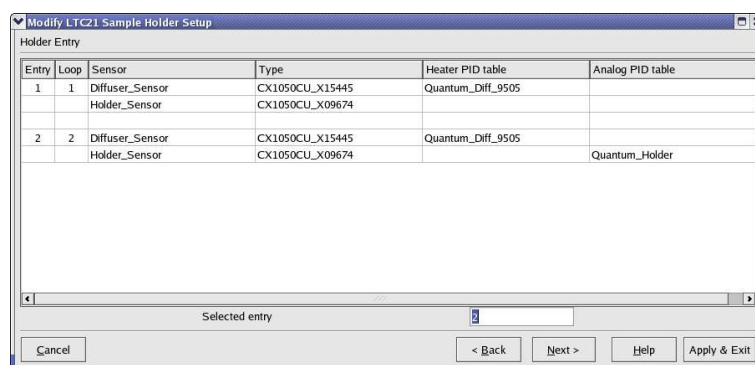 Modify LTC21 Sample Holder Setup
Holder Entry
Entry Loop Sensor Type Heater PID table Analog PID table
1 1 Diffuser_Sensor CX1050CU_X15445 Quantum_Diff_9505
Holder_Sensor CX1050CU_X09674
2 2 Diffuser_Sensor CX1050CU_X15445 Quantum_Diff_9505
Holder_Sensor CX1050CU_X09674 Quantum_Holder
Selected entry 2
Cancel < Back Next > Help Apply & Exit